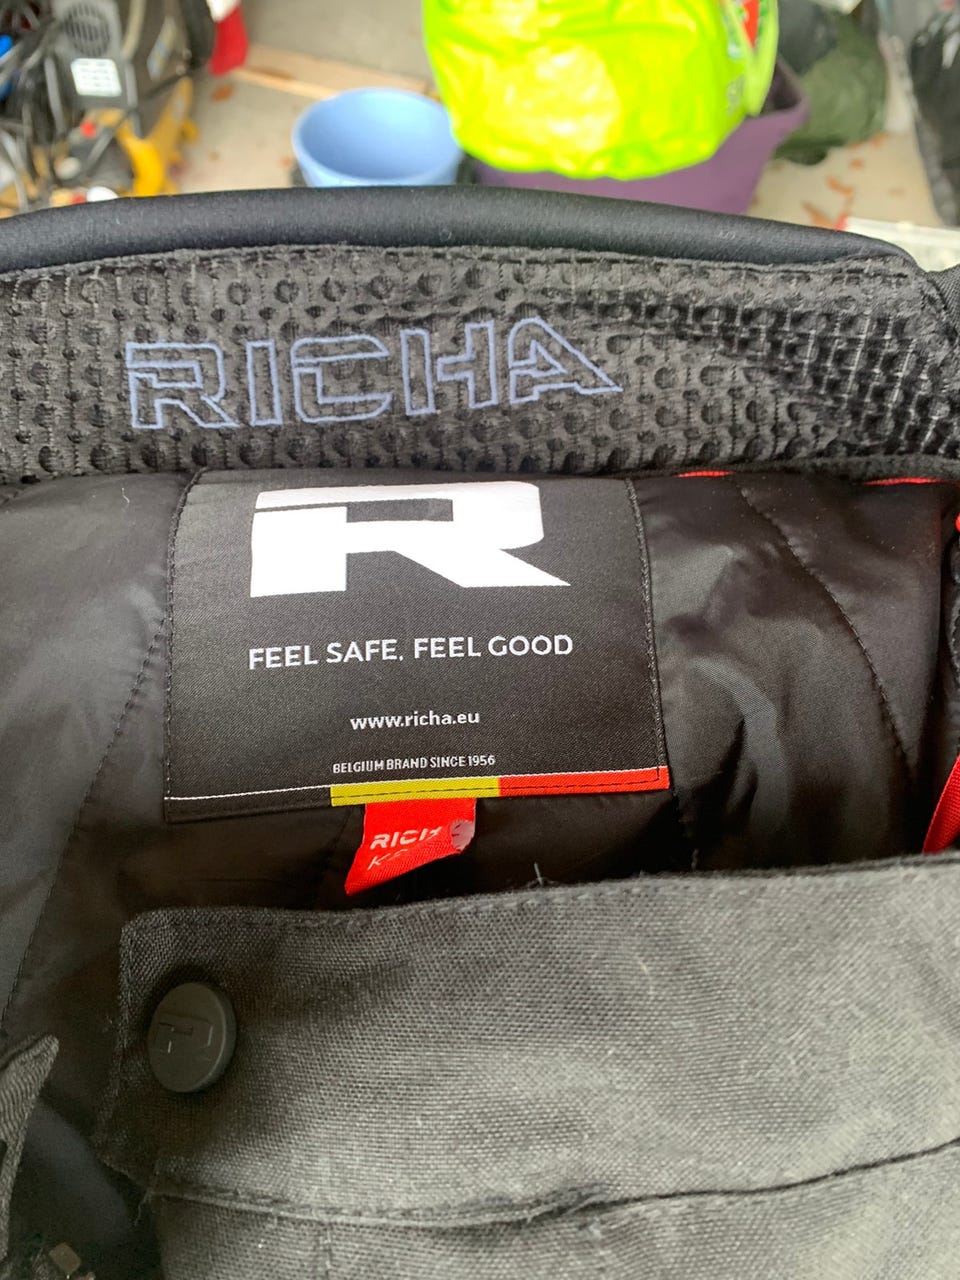 RICHA
R
FEEL SAFE. FEEL GOOD
www.richa.eu
BELGIUM BRAND SINCE 1956
R